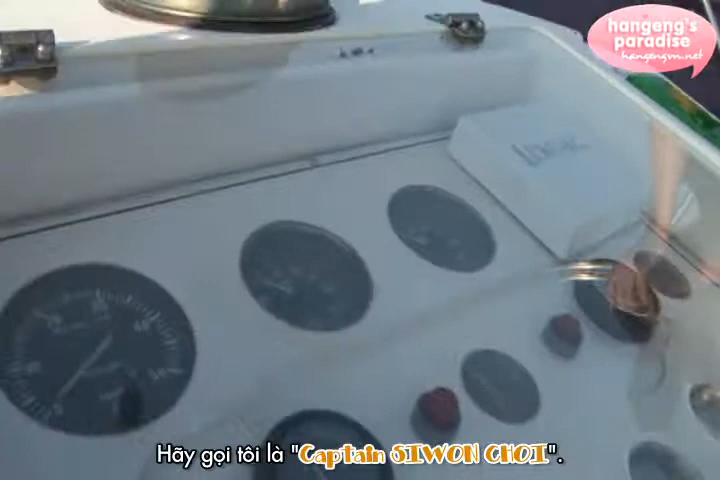 hangeng's
paradise
hangengvn.net
Hãy gọi tôi là "Captain SIWON CHOI".